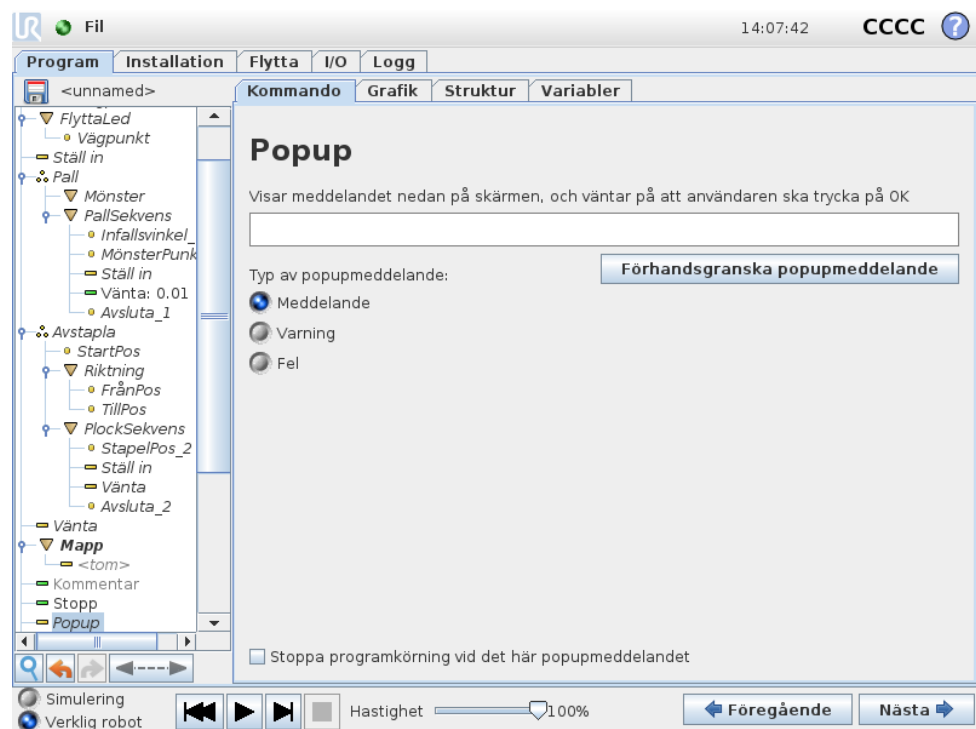 UR Fil 14:07:42 CCCC ?
Program Installation Flytta I/O Logg
<unnamed>
Kommando Grafik Struktur Variabler
FlyttaLed
Vägpunkt
Ställ in
Pall
Mönster
PallSekvens
Infallsvinkel_
MönsterPunk
Ställ in
Vänta: 0.01
Avsluta_1
Avstapla
StartPos
Riktning
FrånPos
TillPos
PlockSekvens
StapelPos_2
Ställ in
Vänta
Avsluta_2
Vänta
Mapp
<tom>
Kommentar
Stopp
Popup
Popup
Visar meddelandet nedan på skärmen, och väntar på att användaren ska trycka på OK
Typ av popupmeddelande:
Förhandsgranska popupmeddelande
Meddelande
Varning
Fel
Stoppa programkörning vid det här popupmeddelandet
Simulering
Verklig robot
Hastighet 100%
Föregående Nästa